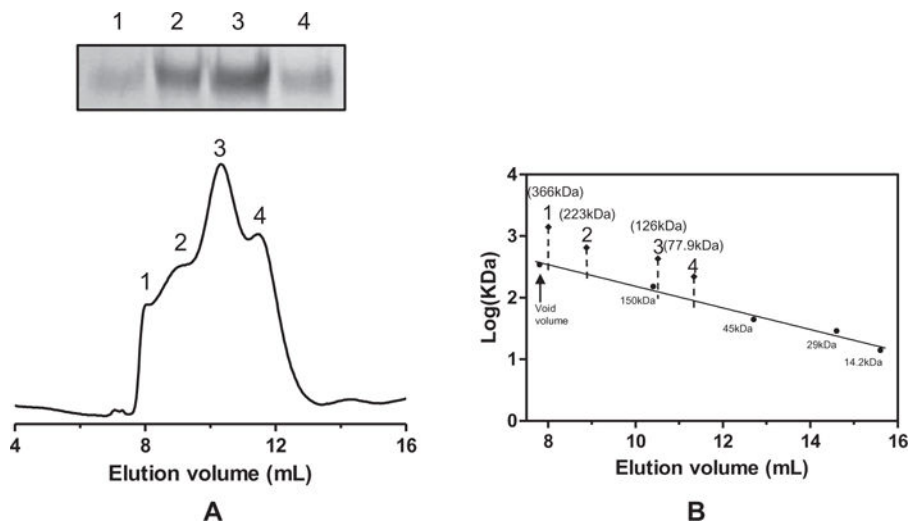 1 2 3 4
3
4
2
1
4 8 12 16
Elution volume (mL)
A
4
3
2
1
0
Log(KDa)
(366kDa)
1
(223kDa)
2
(126kDa)
3
(77.9kDa)
4
Void
volume
150kDa
45kDa
29kDa
14.2kDa
8 10 12 14 16
Elution volume (mL)
B